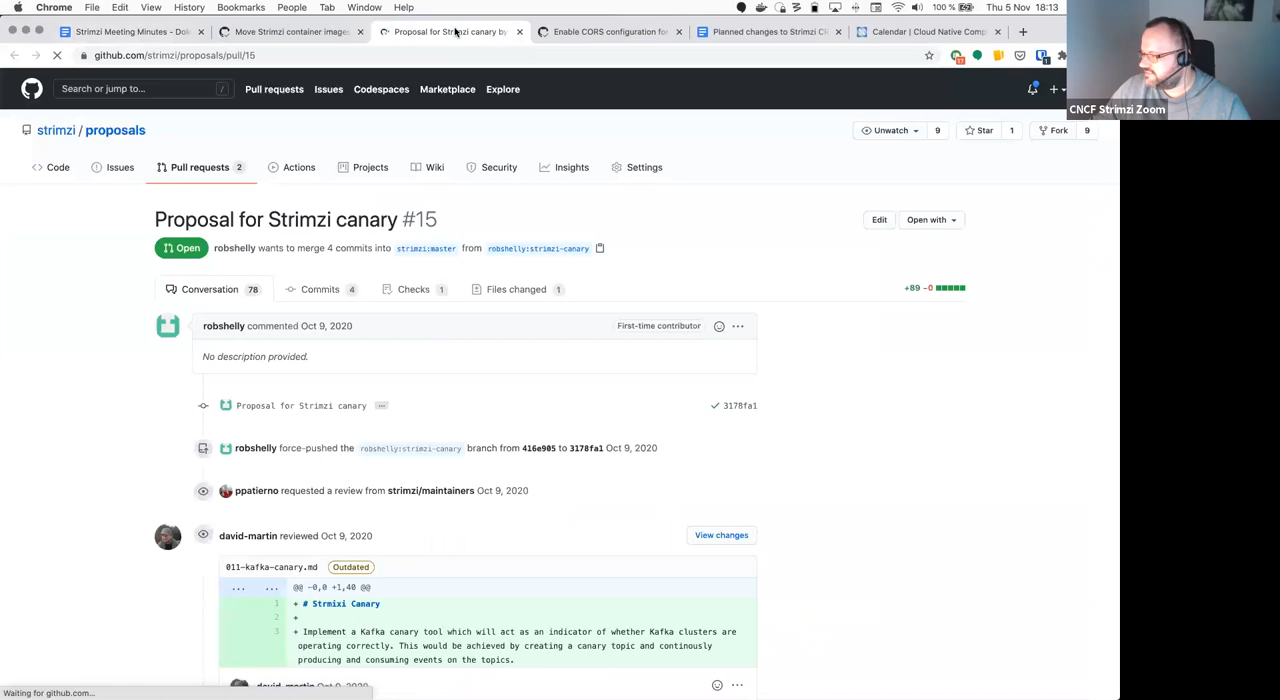 Chrome File Edit View History Bookmarks People Tab Window Help 100 % Thu 5 Nov 18:13
Strimzi Meeting Minutes - Do Move Strimzi container images Proposal for Strimzi canary by Enable CORS configuration for Planned changes to Strimzi C Calendar | Cloud Native Comp
github.com/strimzi/proposals/pull/15
Search or jump to... / Pull requests Issues Codespaces Marketplace Explore
CNCF Strimzi Zoom
strimzi / proposals
Unwatch 9 Star 1 Fork 9
Code Issues Pull requests 2 Actions Projects Wiki Security Insights Settings
Proposal for Strimzi canary #15
Edit Open with
Open robshelly wants to merge 4 commits into strimzi:master from robshelly:strimzi-canary
Conversation 78 Commits 4 Checks 1 Files changed 1 +89 −0
robshelly commented Oct 9, 2020 First-time contributor
No description provided.
Proposal for Strimzi canary ... 3178fa1
robshelly force-pushed the robshelly:strimzi-canary branch from 416e905 to 3178fa1 Oct 9, 2020
ppatierno requested a review from strimzi/maintainers Oct 9, 2020
david-martin reviewed Oct 9, 2020 View changes
011-kafka-canary.md Outdated
... ... @@ -0,0 +1,40 @@
1 + # Strmixi Canary
2 +
3 + Implement a Kafka canary tool which will act as an indicator of whether Kafka clusters are
operating correctly. This would be achieved by creating a canary topic and continously
producing and consuming events on the topics.
david-martin Oct 9, 2020
Waiting for github.com...